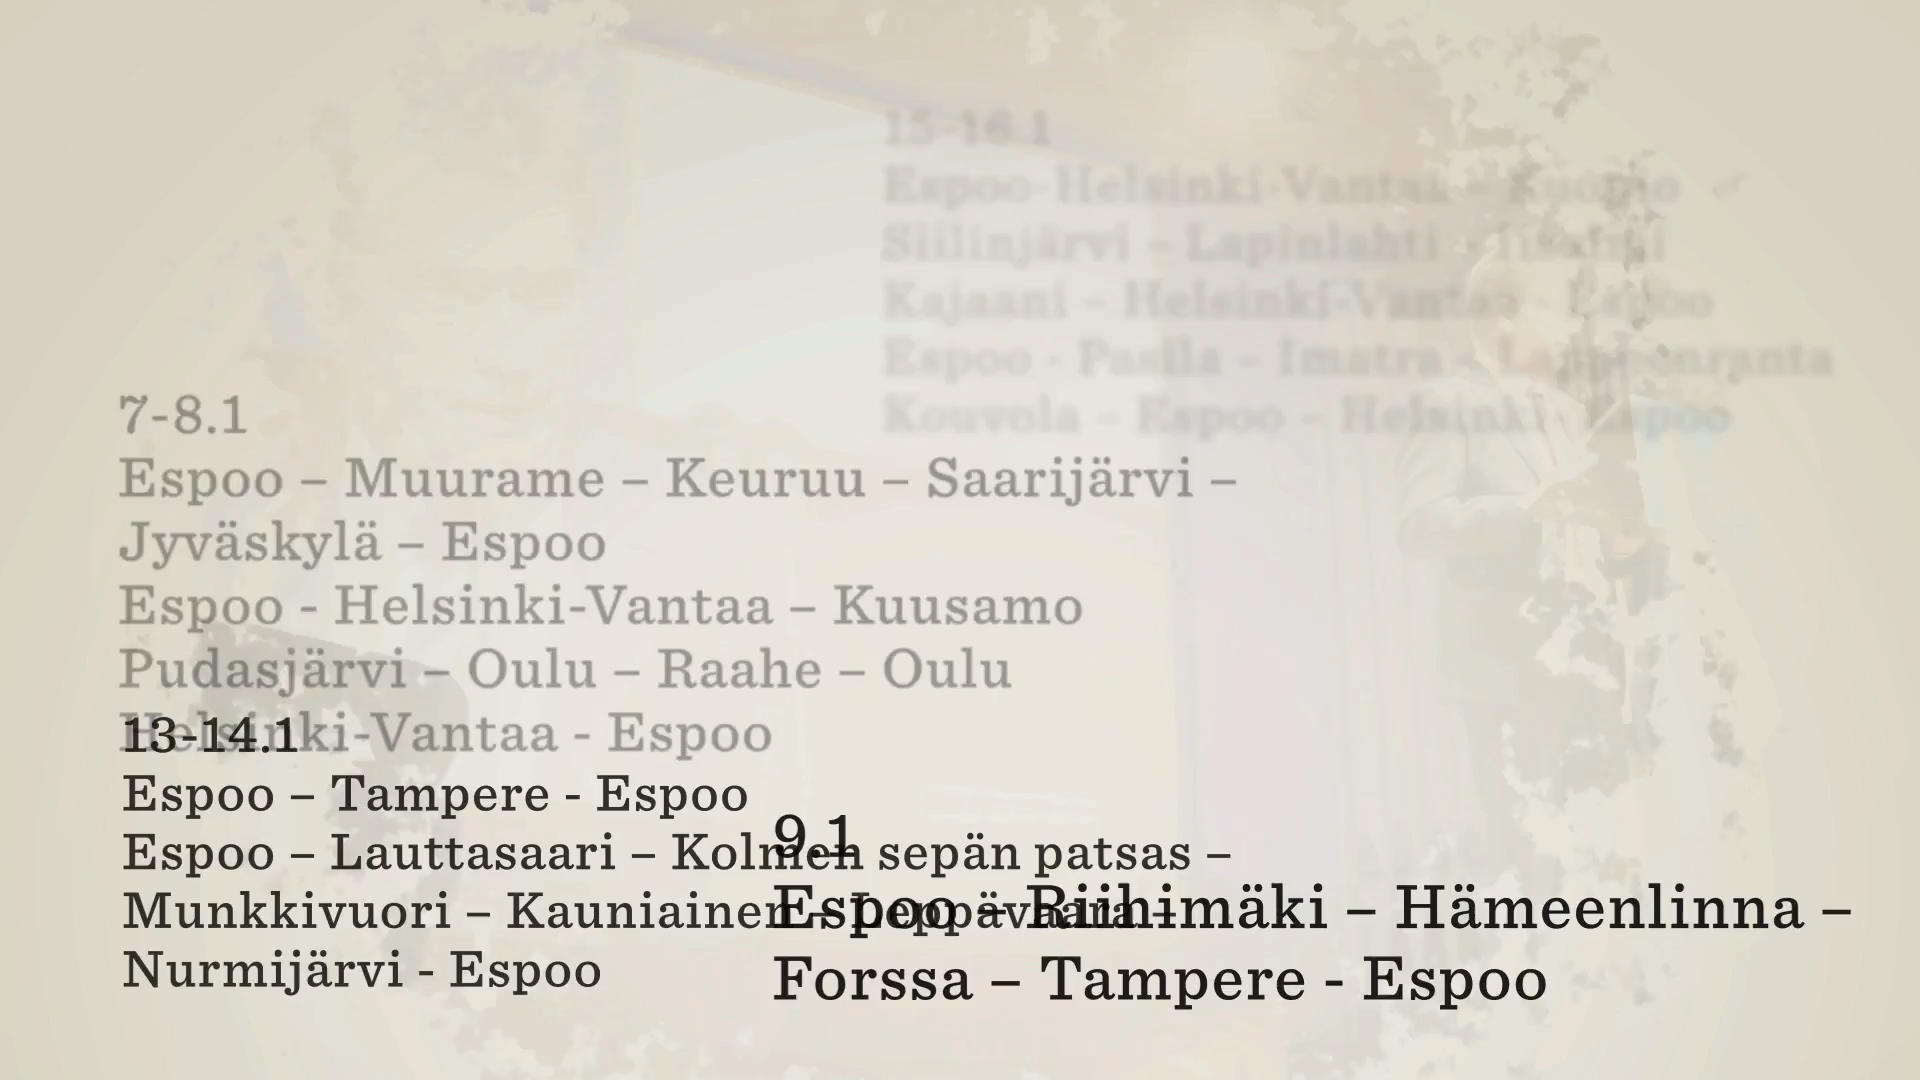 15-16.1
Espoo-Helsinki-Vantaa – Kuopio
Siilinjärvi – Lapinlahti - Iisalmi
Kajaani – Helsinki-Vantaa - Espoo
Espoo - Pasila – Imatra – Lappeenranta
Kouvola – Espoo – Helsinki - Espoo
7-8.1
Espoo – Muurame – Keuruu – Saarijärvi –
Jyväskylä – Espoo
Espoo - Helsinki-Vantaa – Kuusamo
Pudasjärvi – Oulu – Raahe – Oulu
Helsinki-Vantaa - Espoo
13-14.1
Espoo – Tampere - Espoo
Espoo – Lauttasaari – Kolmen sepän patsas –
Munkkivuori – Kauniainen – Leppävaara –
Nurmijärvi - Espoo
9.1
Espoo – Riihimäki – Hämeenlinna –
Forssa – Tampere - Espoo